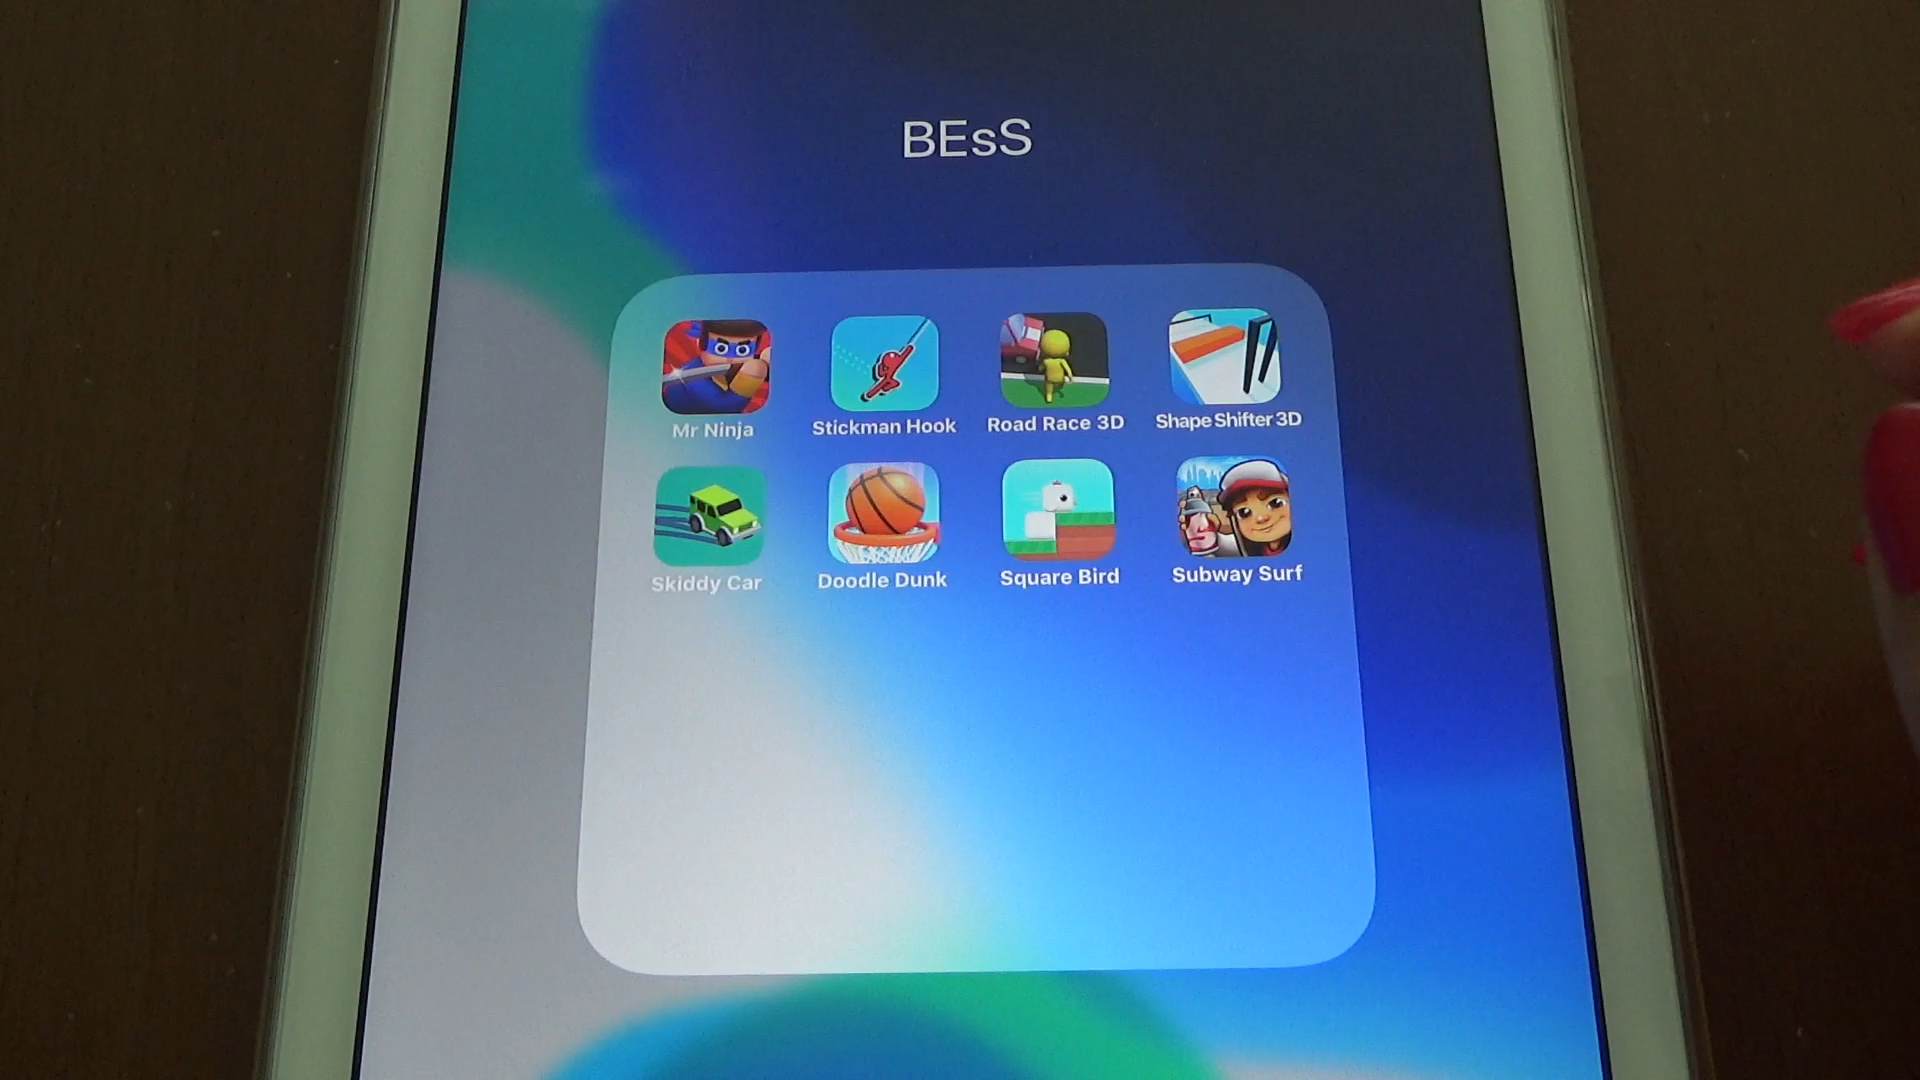 BEsS
Mr Ninja
Stickman Hook
Road Race 3D
Shape Shifter 3D
Skiddy Car
Doodle Dunk
Square Bird
Subway Surf